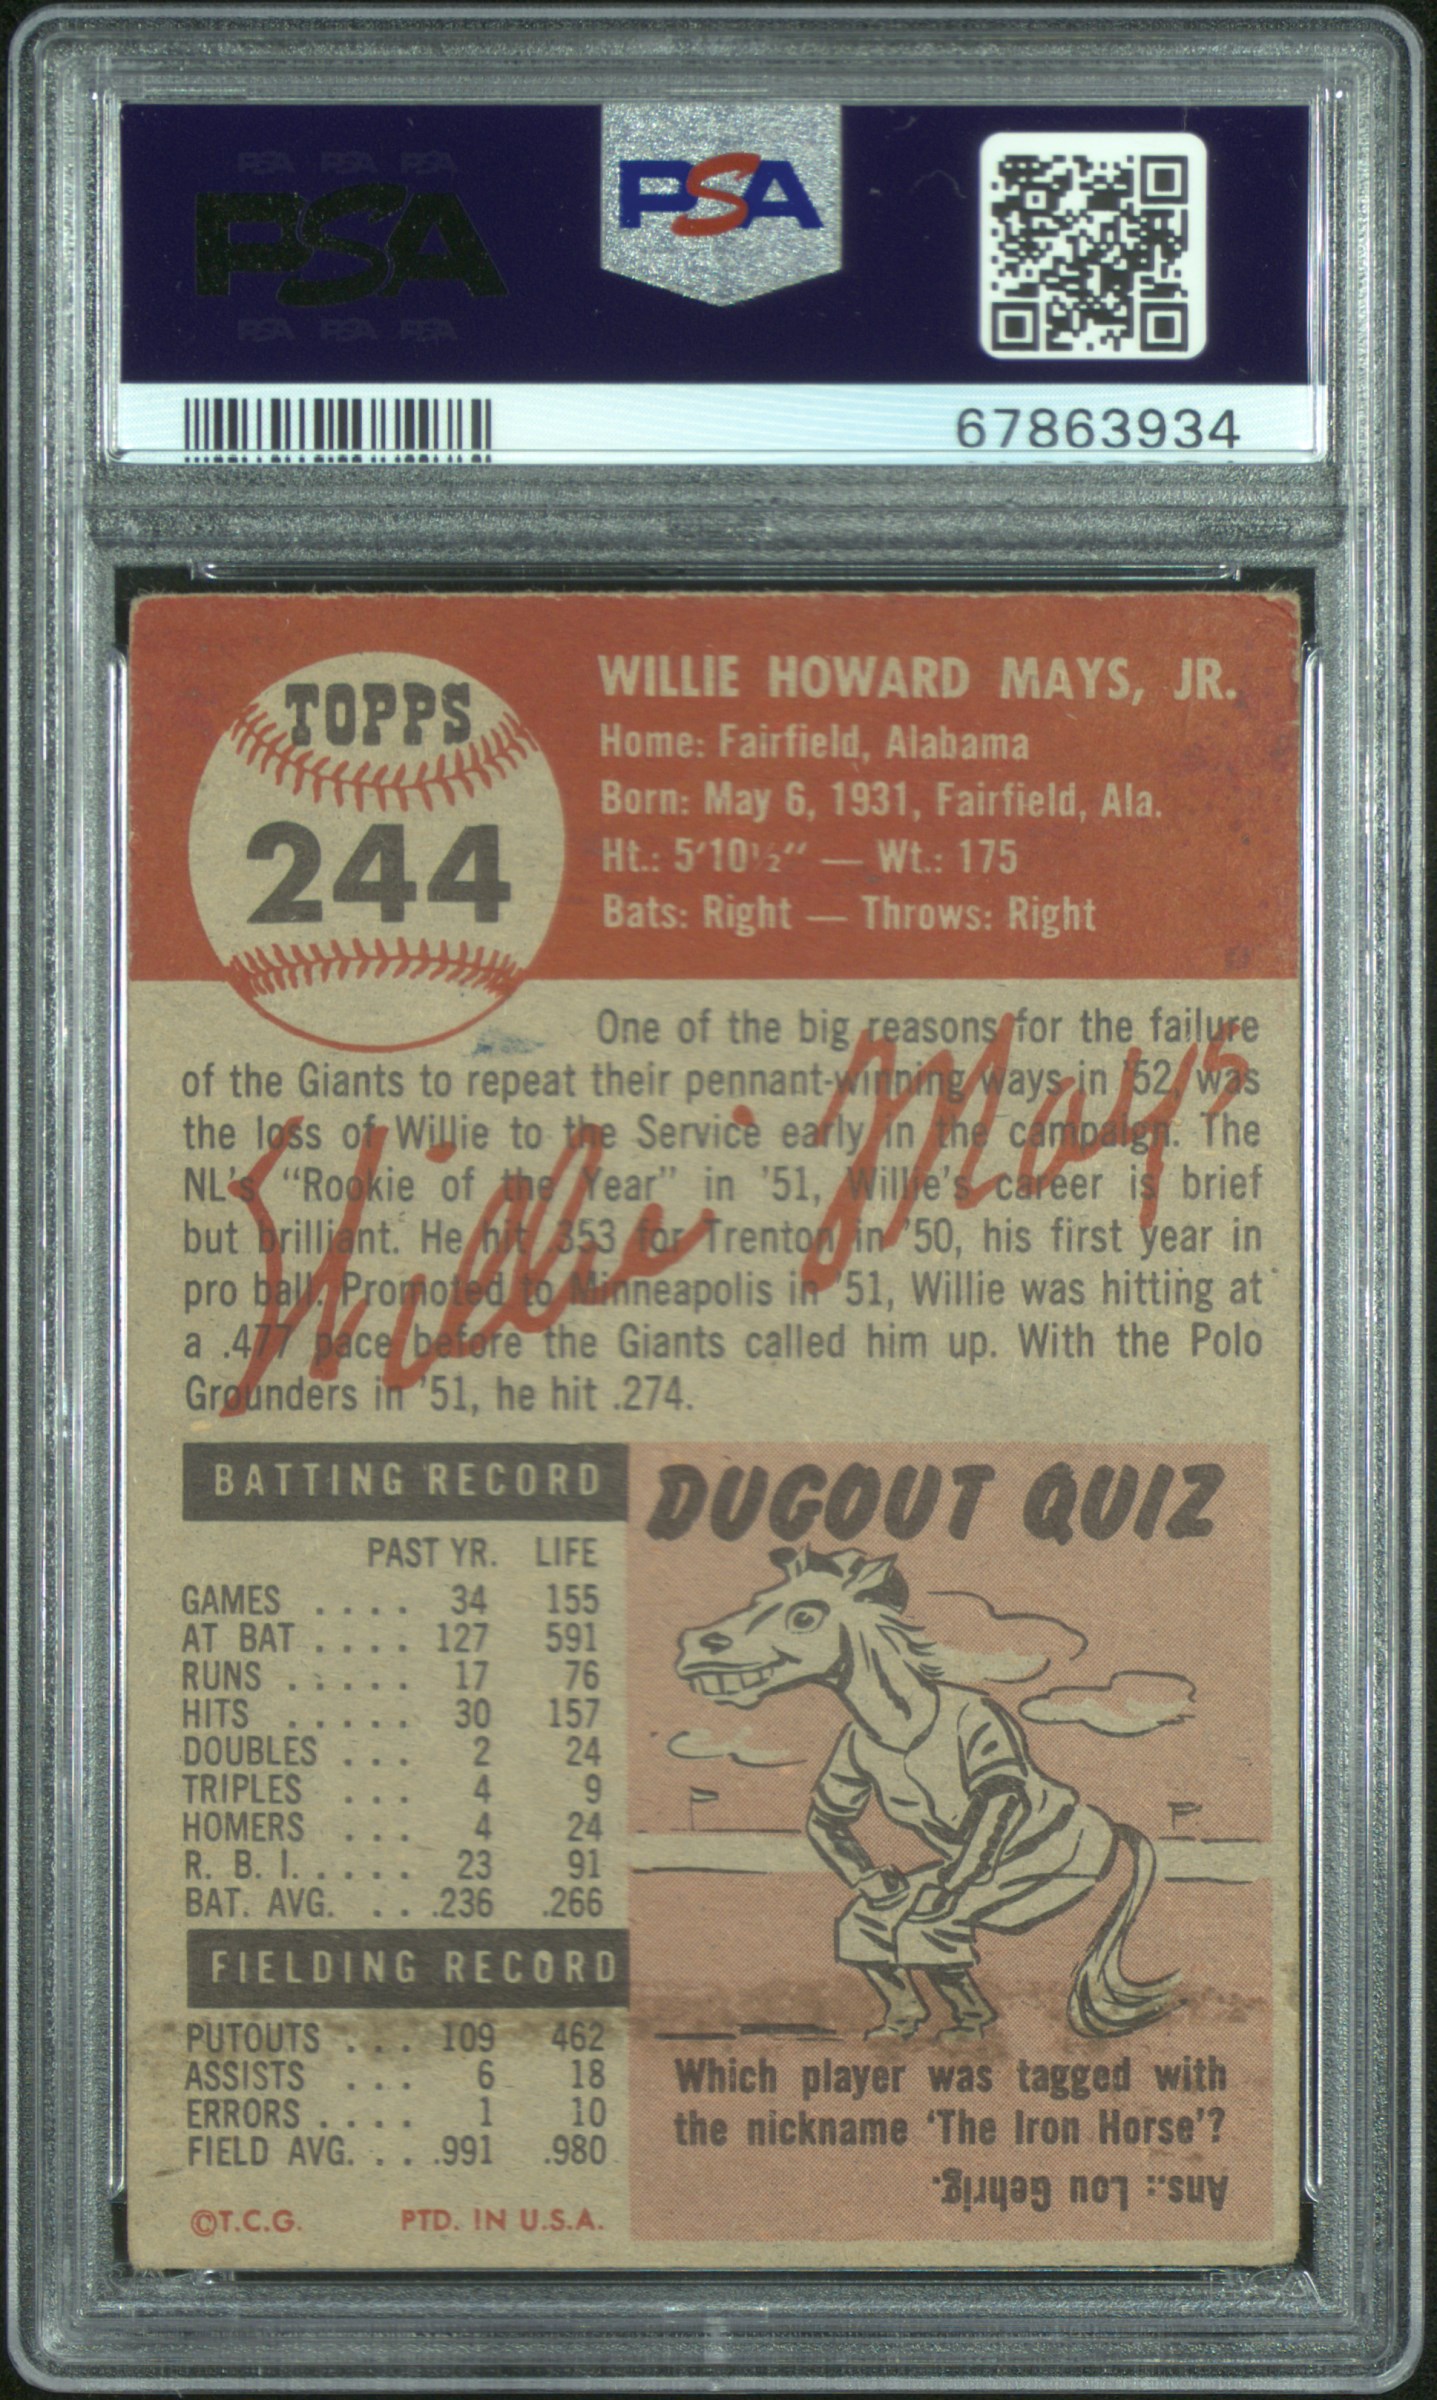 PSA PSA PSA
PSA
PSA PSA PSA
PSA
67863934
TOPPS
244
WILLIE HOWARD MAYS, JR.
Home: Fairfield, Alabama
Born: May 6, 1931, Fairfield, Ala.
Ht.: 5'10½" — Wt.: 175
Bats: Right — Throws: Right
One of the big reasons for the failure
of the Giants to repeat their pennant-winning ways in '52, was
the loss of Willie to the Service early in the campaign. The
NL's "Rookie of the Year" in '51, Willie's career is brief
but brilliant. He hit .353 for Trenton in '50, his first year in
pro ball. Promoted to Minneapolis in '51, Willie was hitting at
a .477 pace before the Giants called him up. With the Polo
Grounders in '51, he hit .274.
Willie Mays
BATTING RECORD
PAST YR. LIFE
GAMES .... 34 155
AT BAT .... 127 591
RUNS ..... 17 76
HITS ..... 30 157
DOUBLES ... 2 24
TRIPLES ... 4 9
HOMERS ... 4 24
R. B. I. .... 23 91
BAT. AVG. ... .236 .266
FIELDING RECORD
PUTOUTS ... 109 462
ASSISTS ... 6 18
ERRORS .... 1 10
FIELD AVG. ... .991 .980
©T.C.G. PTD. IN U.S.A.
DUGOUT QUIZ
Which player was tagged with
the nickname 'The Iron Horse'?
Ans.: Lou Gehrig.
PSA